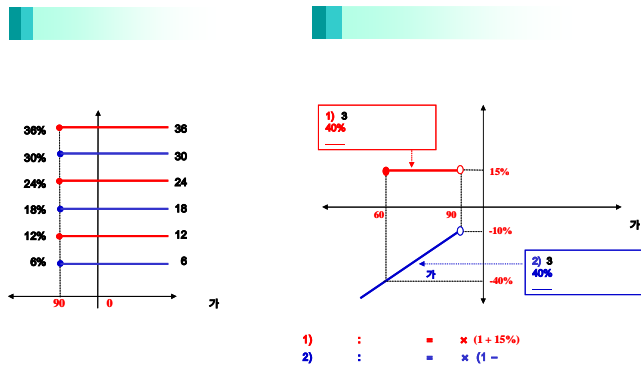 36% 36
30% 30
24% 24
18% 18
12% 12
6% 6
90 0 가
1) 3
40%
15%
60 90
가
-10%
2) 3
40%
가
-40%
1) : = × (1 + 15%)
2) : = × (1 −